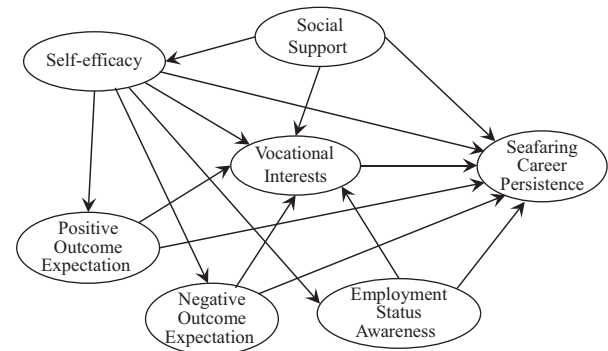 Social
Support
Self-efficacy
Vocational
Interests
Seafaring
Career
Persistence
Positive
Outcome
Expectation
Negative
Outcome
Expectation
Employment
Status
Awareness